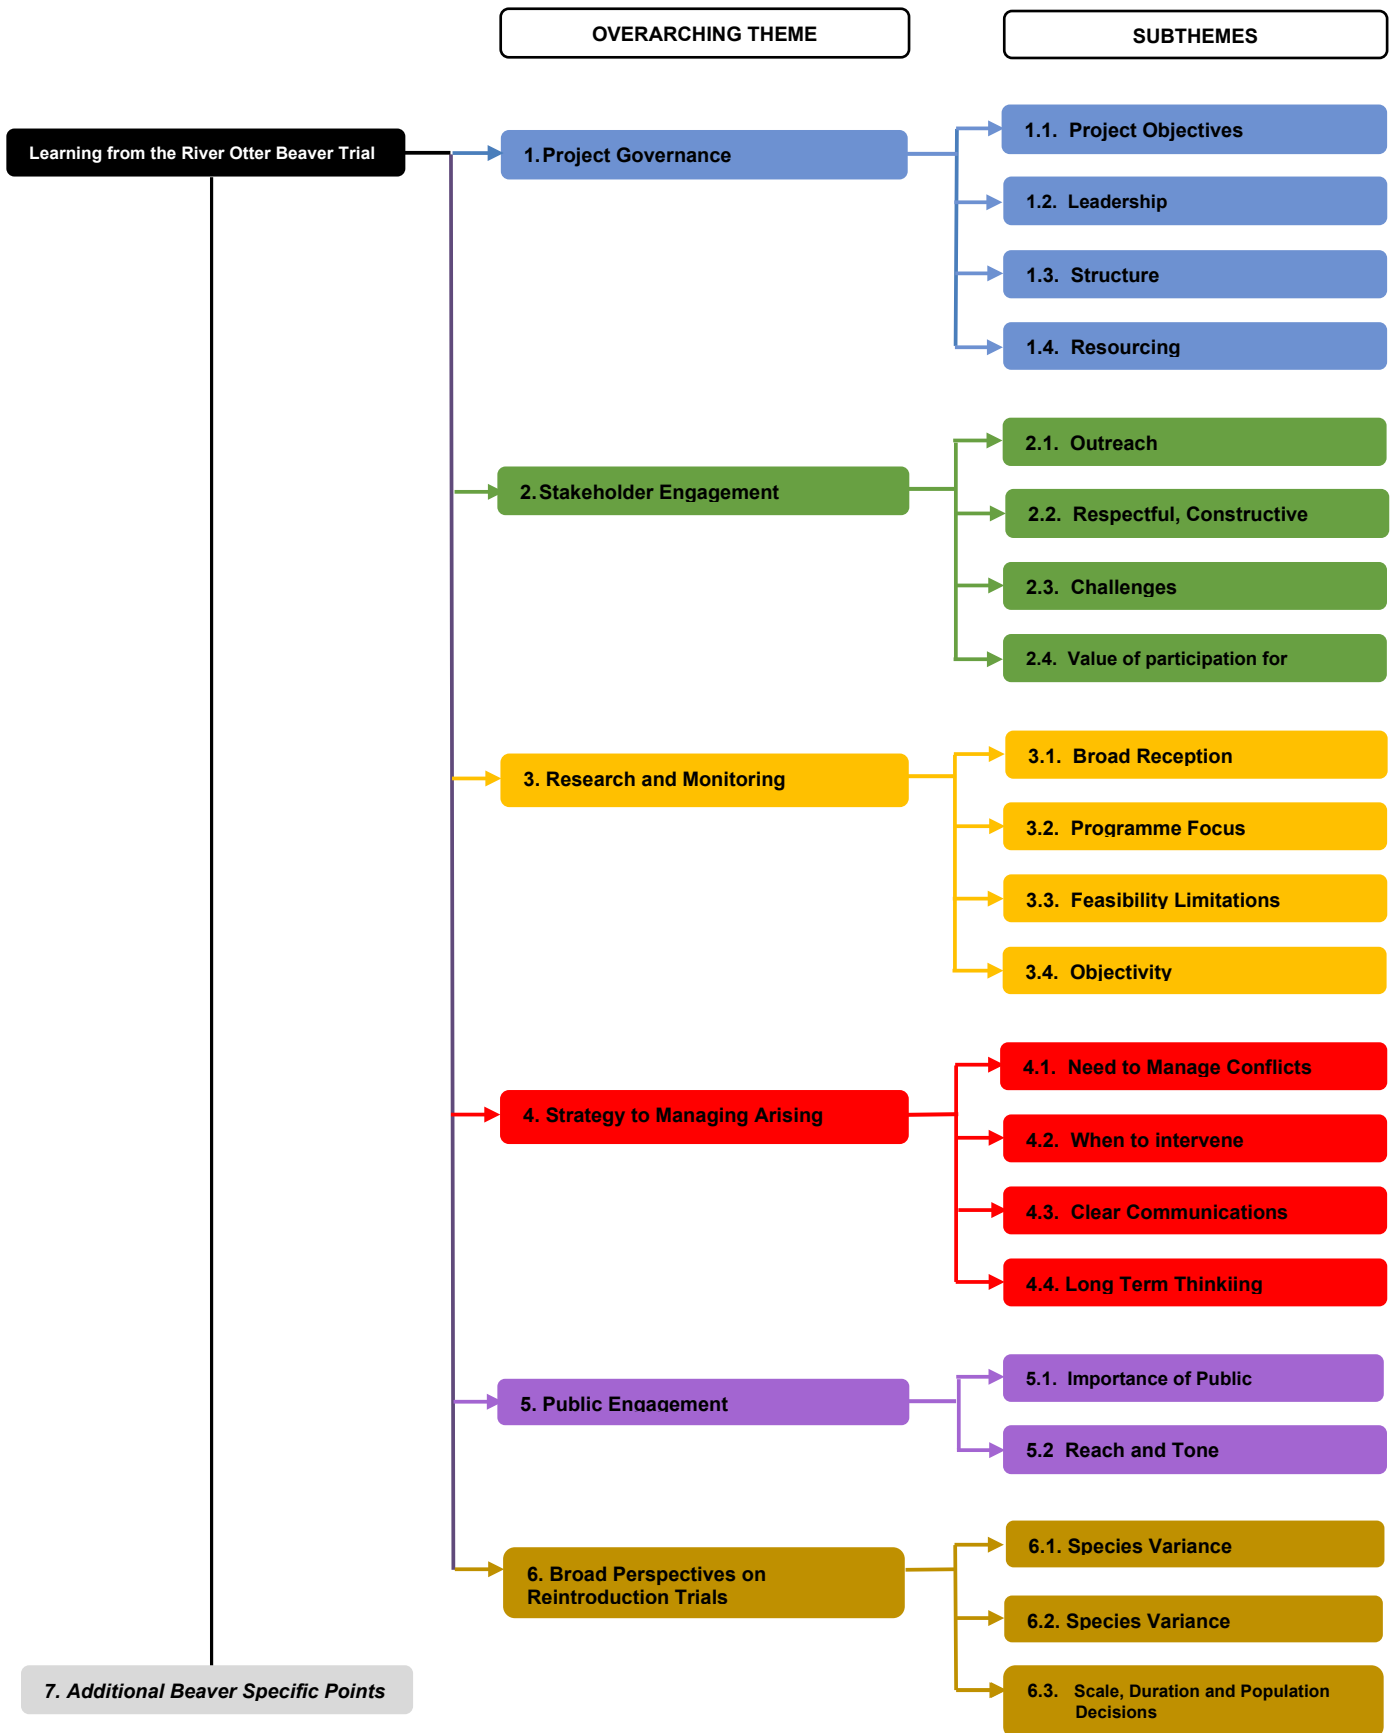 OVERARCHING THEME
SUBTHEMES
Learning from the River Otter Beaver Trial
1. Project Governance
1.1. Project Objectives
1.2. Leadership
1.3. Structure
1.4. Resourcing
2. Stakeholder Engagement
2.1. Outreach
2.2. Respectful, Constructive
2.3. Challenges
2.4. Value of participation for
3. Research and Monitoring
3.1. Broad Reception
3.2. Programme Focus
3.3. Feasibility Limitations
3.4. Objectivity
4. Strategy to Managing Arising
4.1. Need to Manage Conflicts
4.2. When to intervene
4.3. Clear Communications
4.4. Long Term Thinkiing
5. Public Engagement
5.1. Importance of Public
5.2 Reach and Tone
6. Broad Perspectives on
Reintroduction Trials
6.1. Species Variance
6.2. Species Variance
6.3. Scale, Duration and Population
Decisions
7. Additional Beaver Specific Points